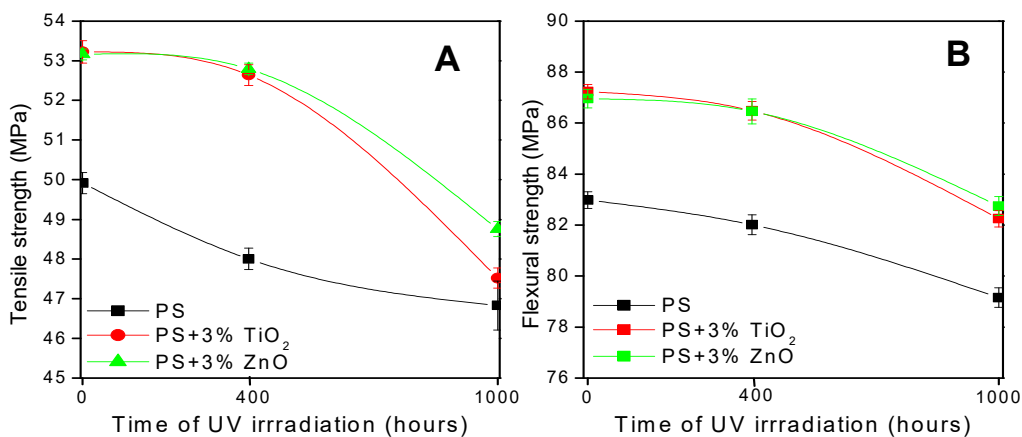 A
Tensile strength (MPa)
54
53
52
51
50
49
48
47
46
45
PS
PS+3% TiO₂
PS+3% ZnO
0
400
1000
Time of UV irrradiation (hours)
B
Flexural strength (MPa)
90
88
86
84
82
80
78
76
PS
PS+3% TiO₂
PS+3% ZnO
0
400
1000
Time of UV irrradiation (hours)